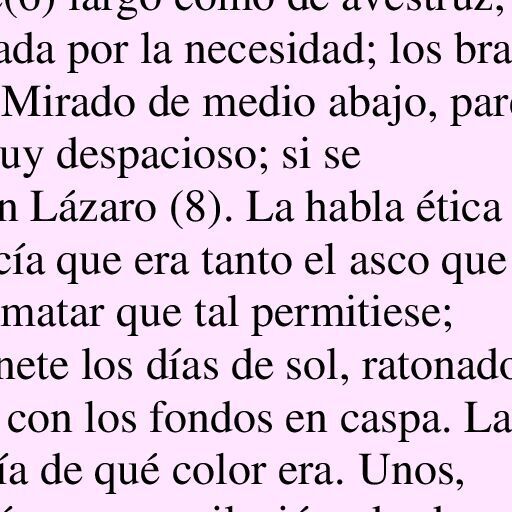 largo como de avestruz,
ada por la necesidad; los bra
Mirado de medio abajo, par
uy despacioso; si se
n Lázaro (8). La habla ética
cía que era tanto el asco que
matar que tal permitiese;
nete los días de sol, ratonado
con los fondos en caspa. La
ía de qué color era. Unos,